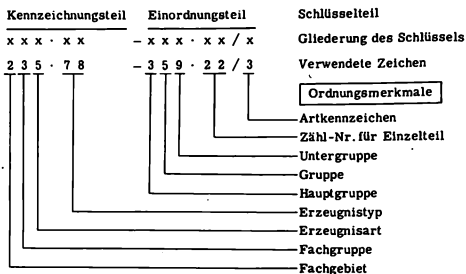 Kennzeichnungsteil Einordnungsteil Schlüsselteil
x x x · x x - x x x · x x / x Gliederung des Schlüssels
2 3 5 · 7 8 - 3 5 9 · 2 2 / 3 Verwendete Zeichen
Ordnungsmerkmale
Artkennzeichen
Zähl-Nr. für Einzelteil
Untergruppe
Gruppe
Hauptgruppe
Erzeugnistyp
Erzeugnisart
Fachgruppe
Fachgebiet